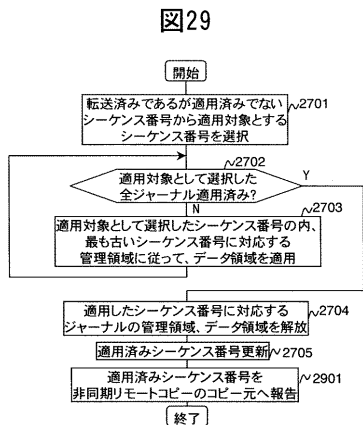 図29
開始
転送済みであるが適用済みでない
シーケンス番号から適用対象とする
シーケンス番号を選択
2701
2702
適用対象として選択した
全ジャーナル適用済み?
Y
N
2703
適用対象として選択したシーケンス番号の内、
最も古いシーケンス番号に対応する
管理領域に従って、データ領域を適用
適用したシーケンス番号に対応する
ジャーナルの管理領域、データ領域を解放
2704
適用済みシーケンス番号更新
2705
適用済みシーケンス番号を
非同期リモートコピーのコピー元へ報告
2901
終了